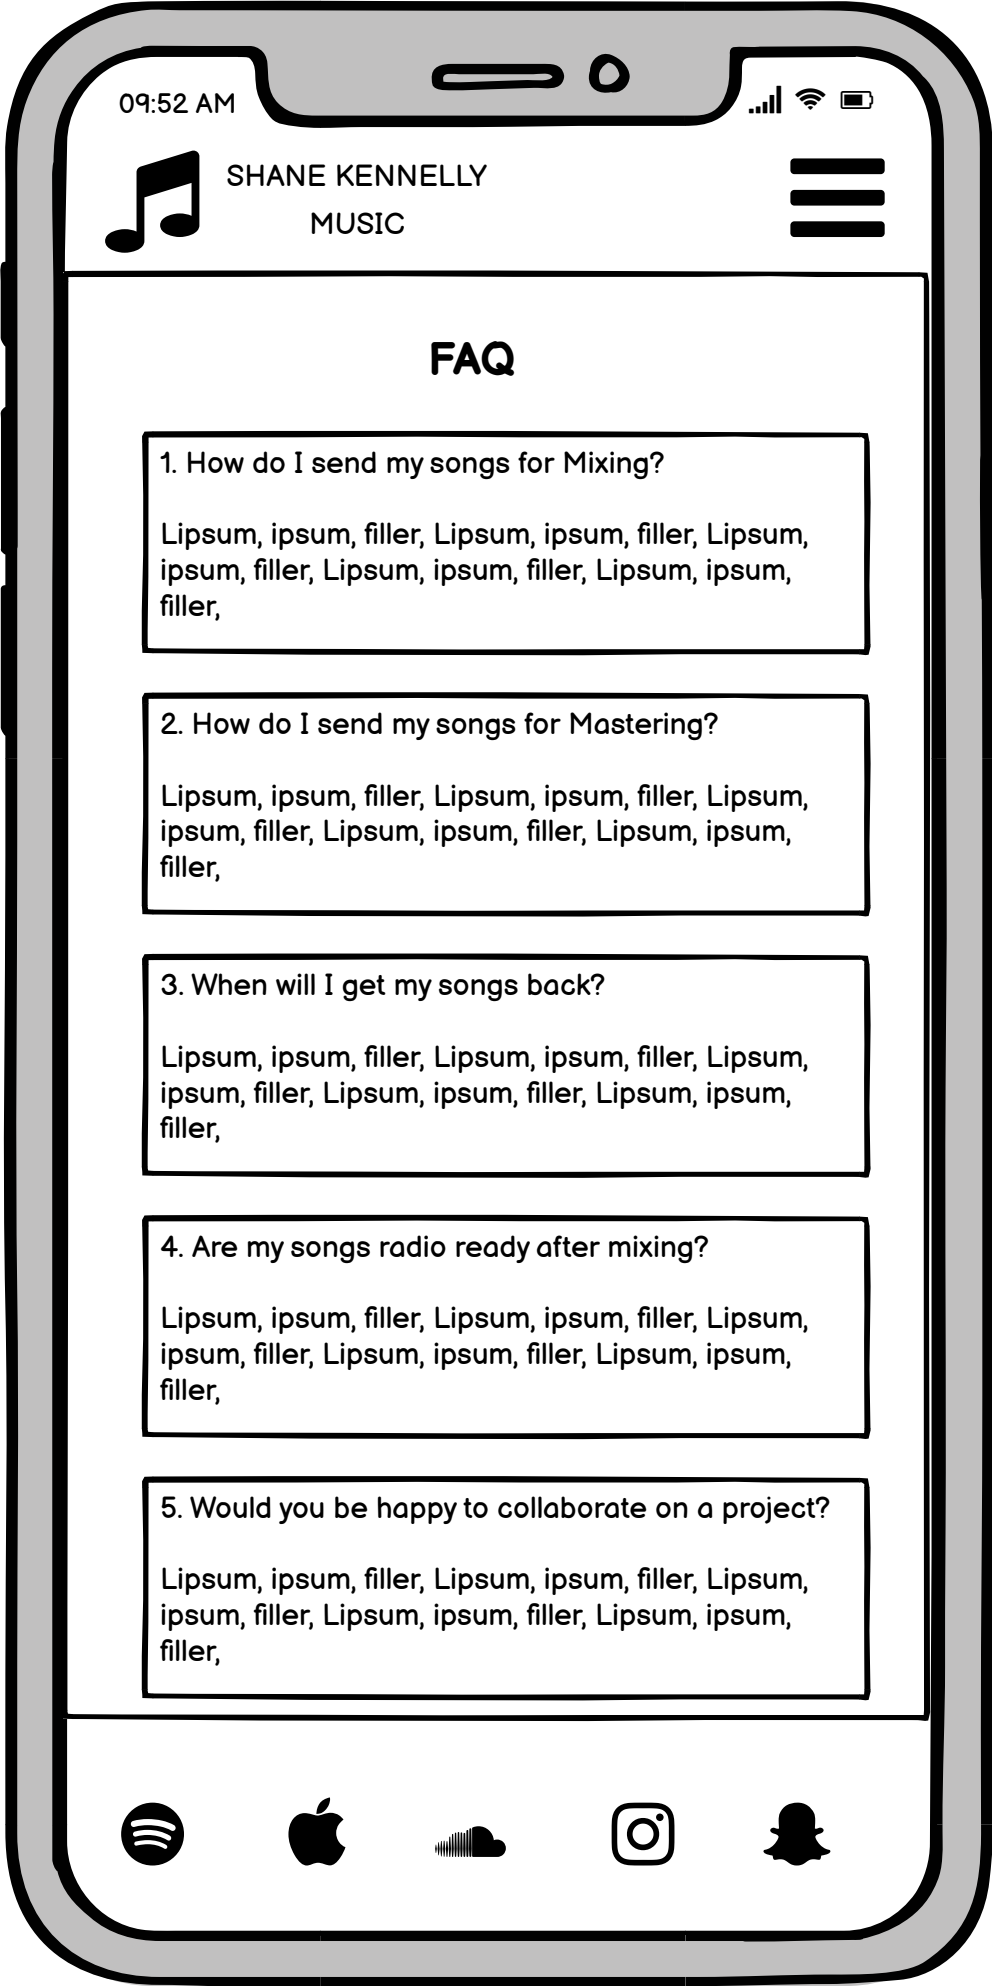 09:52 AM
SHANE KENNELLY
MUSIC
FAQ
1. How do I send my songs for Mixing?
Lipsum, ipsum, filler, Lipsum, ipsum, filler, Lipsum,
ipsum, filler, Lipsum, ipsum, filler, Lipsum, ipsum,
filler,
2. How do I send my songs for Mastering?
Lipsum, ipsum, filler, Lipsum, ipsum, filler, Lipsum,
ipsum, filler, Lipsum, ipsum, filler, Lipsum, ipsum,
filler,
3. When will I get my songs back?
Lipsum, ipsum, filler, Lipsum, ipsum, filler, Lipsum,
ipsum, filler, Lipsum, ipsum, filler, Lipsum, ipsum,
filler,
4. Are my songs radio ready after mixing?
Lipsum, ipsum, filler, Lipsum, ipsum, filler, Lipsum,
ipsum, filler, Lipsum, ipsum, filler, Lipsum, ipsum,
filler,
5. Would you be happy to collaborate on a project?
Lipsum, ipsum, filler, Lipsum, ipsum, filler, Lipsum,
ipsum, filler, Lipsum, ipsum, filler, Lipsum, ipsum,
filler,